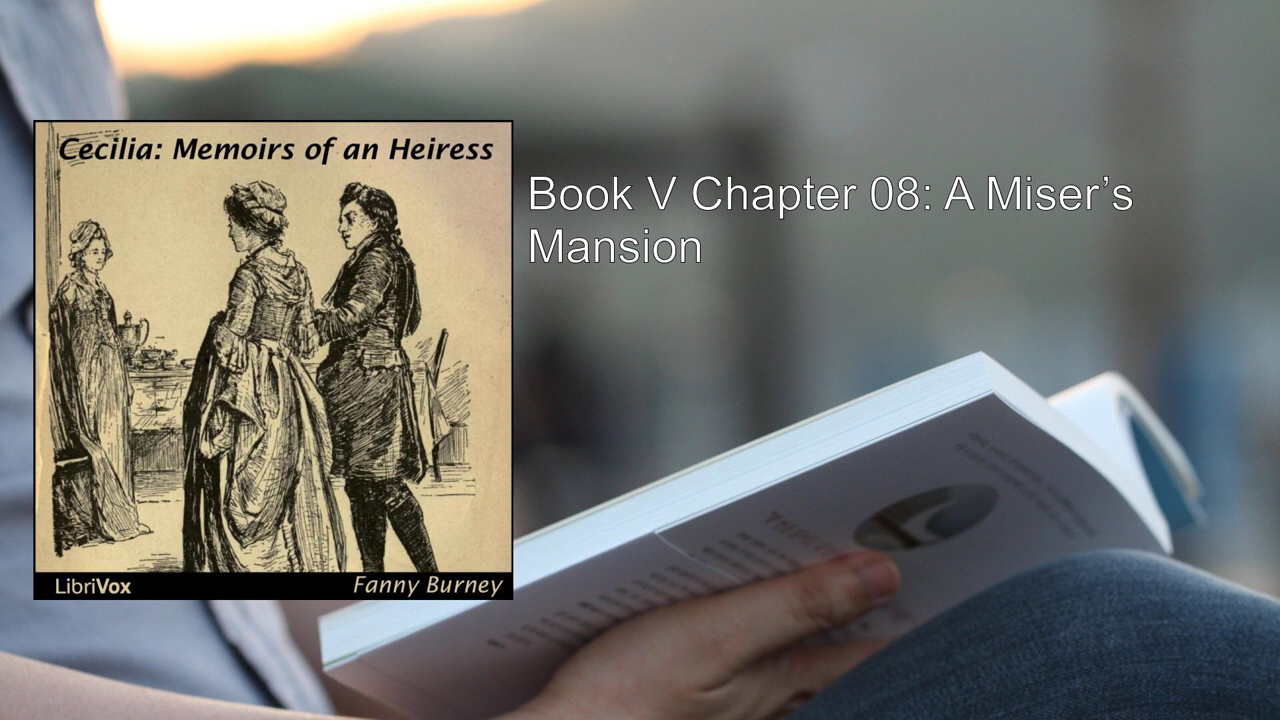 Cecilia: Memoirs of an Heiress
Book V Chapter 08: A Miser’s
Mansion
LibriVox
Fanny Burney